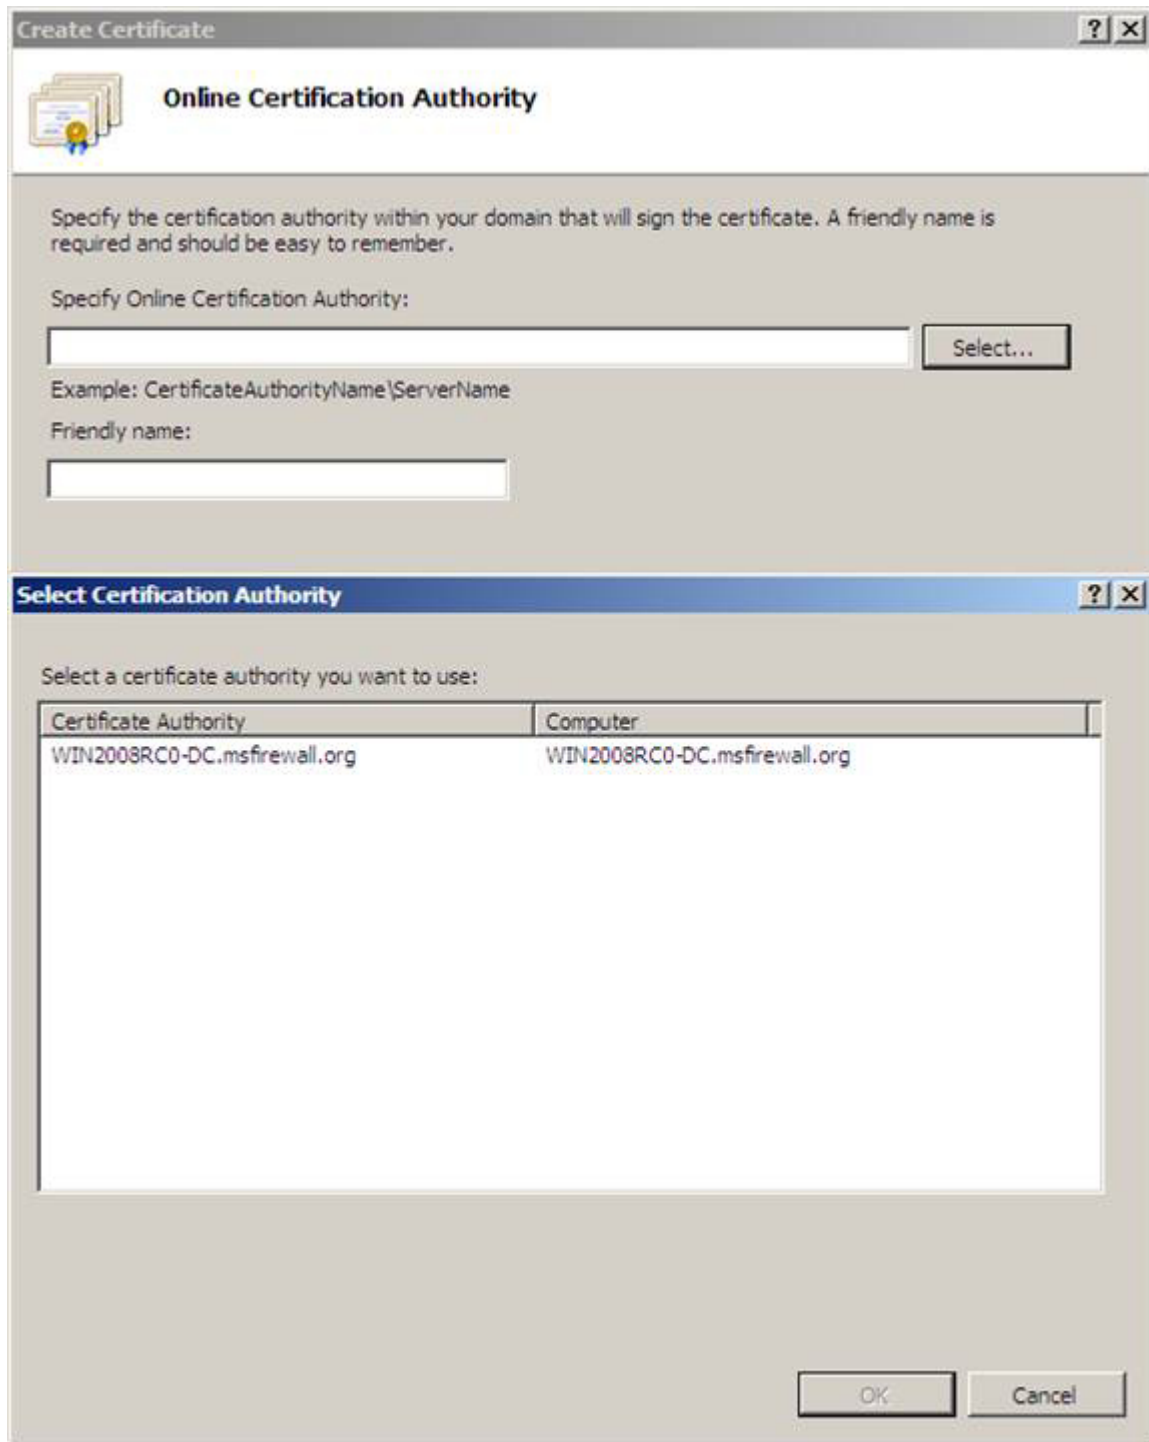 Create Certificate
Online Certification Authority
Specify the certification authority within your domain that will sign the certificate. A friendly name is
required and should be easy to remember.
Specify Online Certification Authority:
Select...
Example: CertificateAuthorityName\ServerName
Friendly name:
Select Certification Authority
Select a certificate authority you want to use:
Certificate Authority Computer
WIN2008RC0-DC.msfirewall.org WIN2008RC0-DC.msfirewall.org
OK Cancel